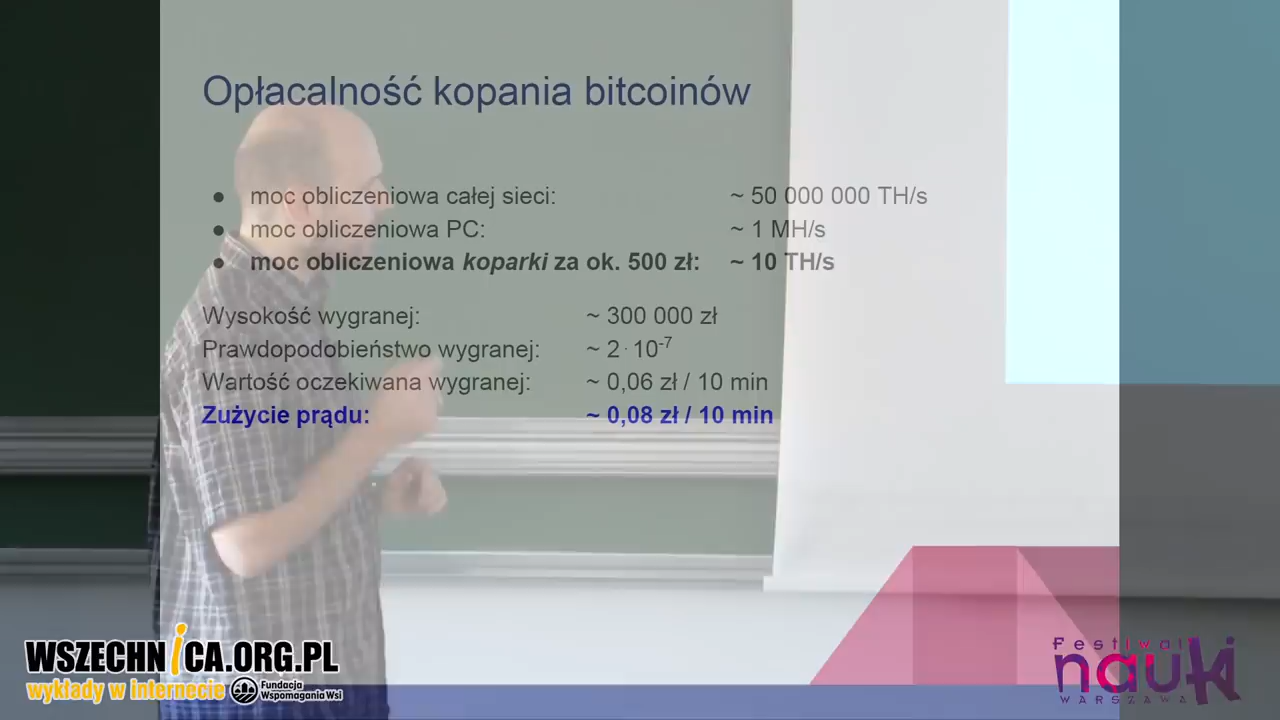 Opłacalność kopania bitcoinów
● moc obliczeniowa całej sieci: ~ 50 000 000 TH/s
● moc obliczeniowa PC: ~ 1 MH/s
● moc obliczeniowa koparki za ok. 500 zł: ~ 10 TH/s
Wysokość wygranej: ~ 300 000 zł
Prawdopodobieństwo wygranej: ~ 2·10⁻⁷
Wartość oczekiwana wygranej: ~ 0,06 zł / 10 min
Zużycie prądu: ~ 0,08 zł / 10 min
WSZECHNICA.ORG.PL
wykłady w internecie
Fundacja
Wspomagania Wsi
Festiwal
nauki
WARSZAWA